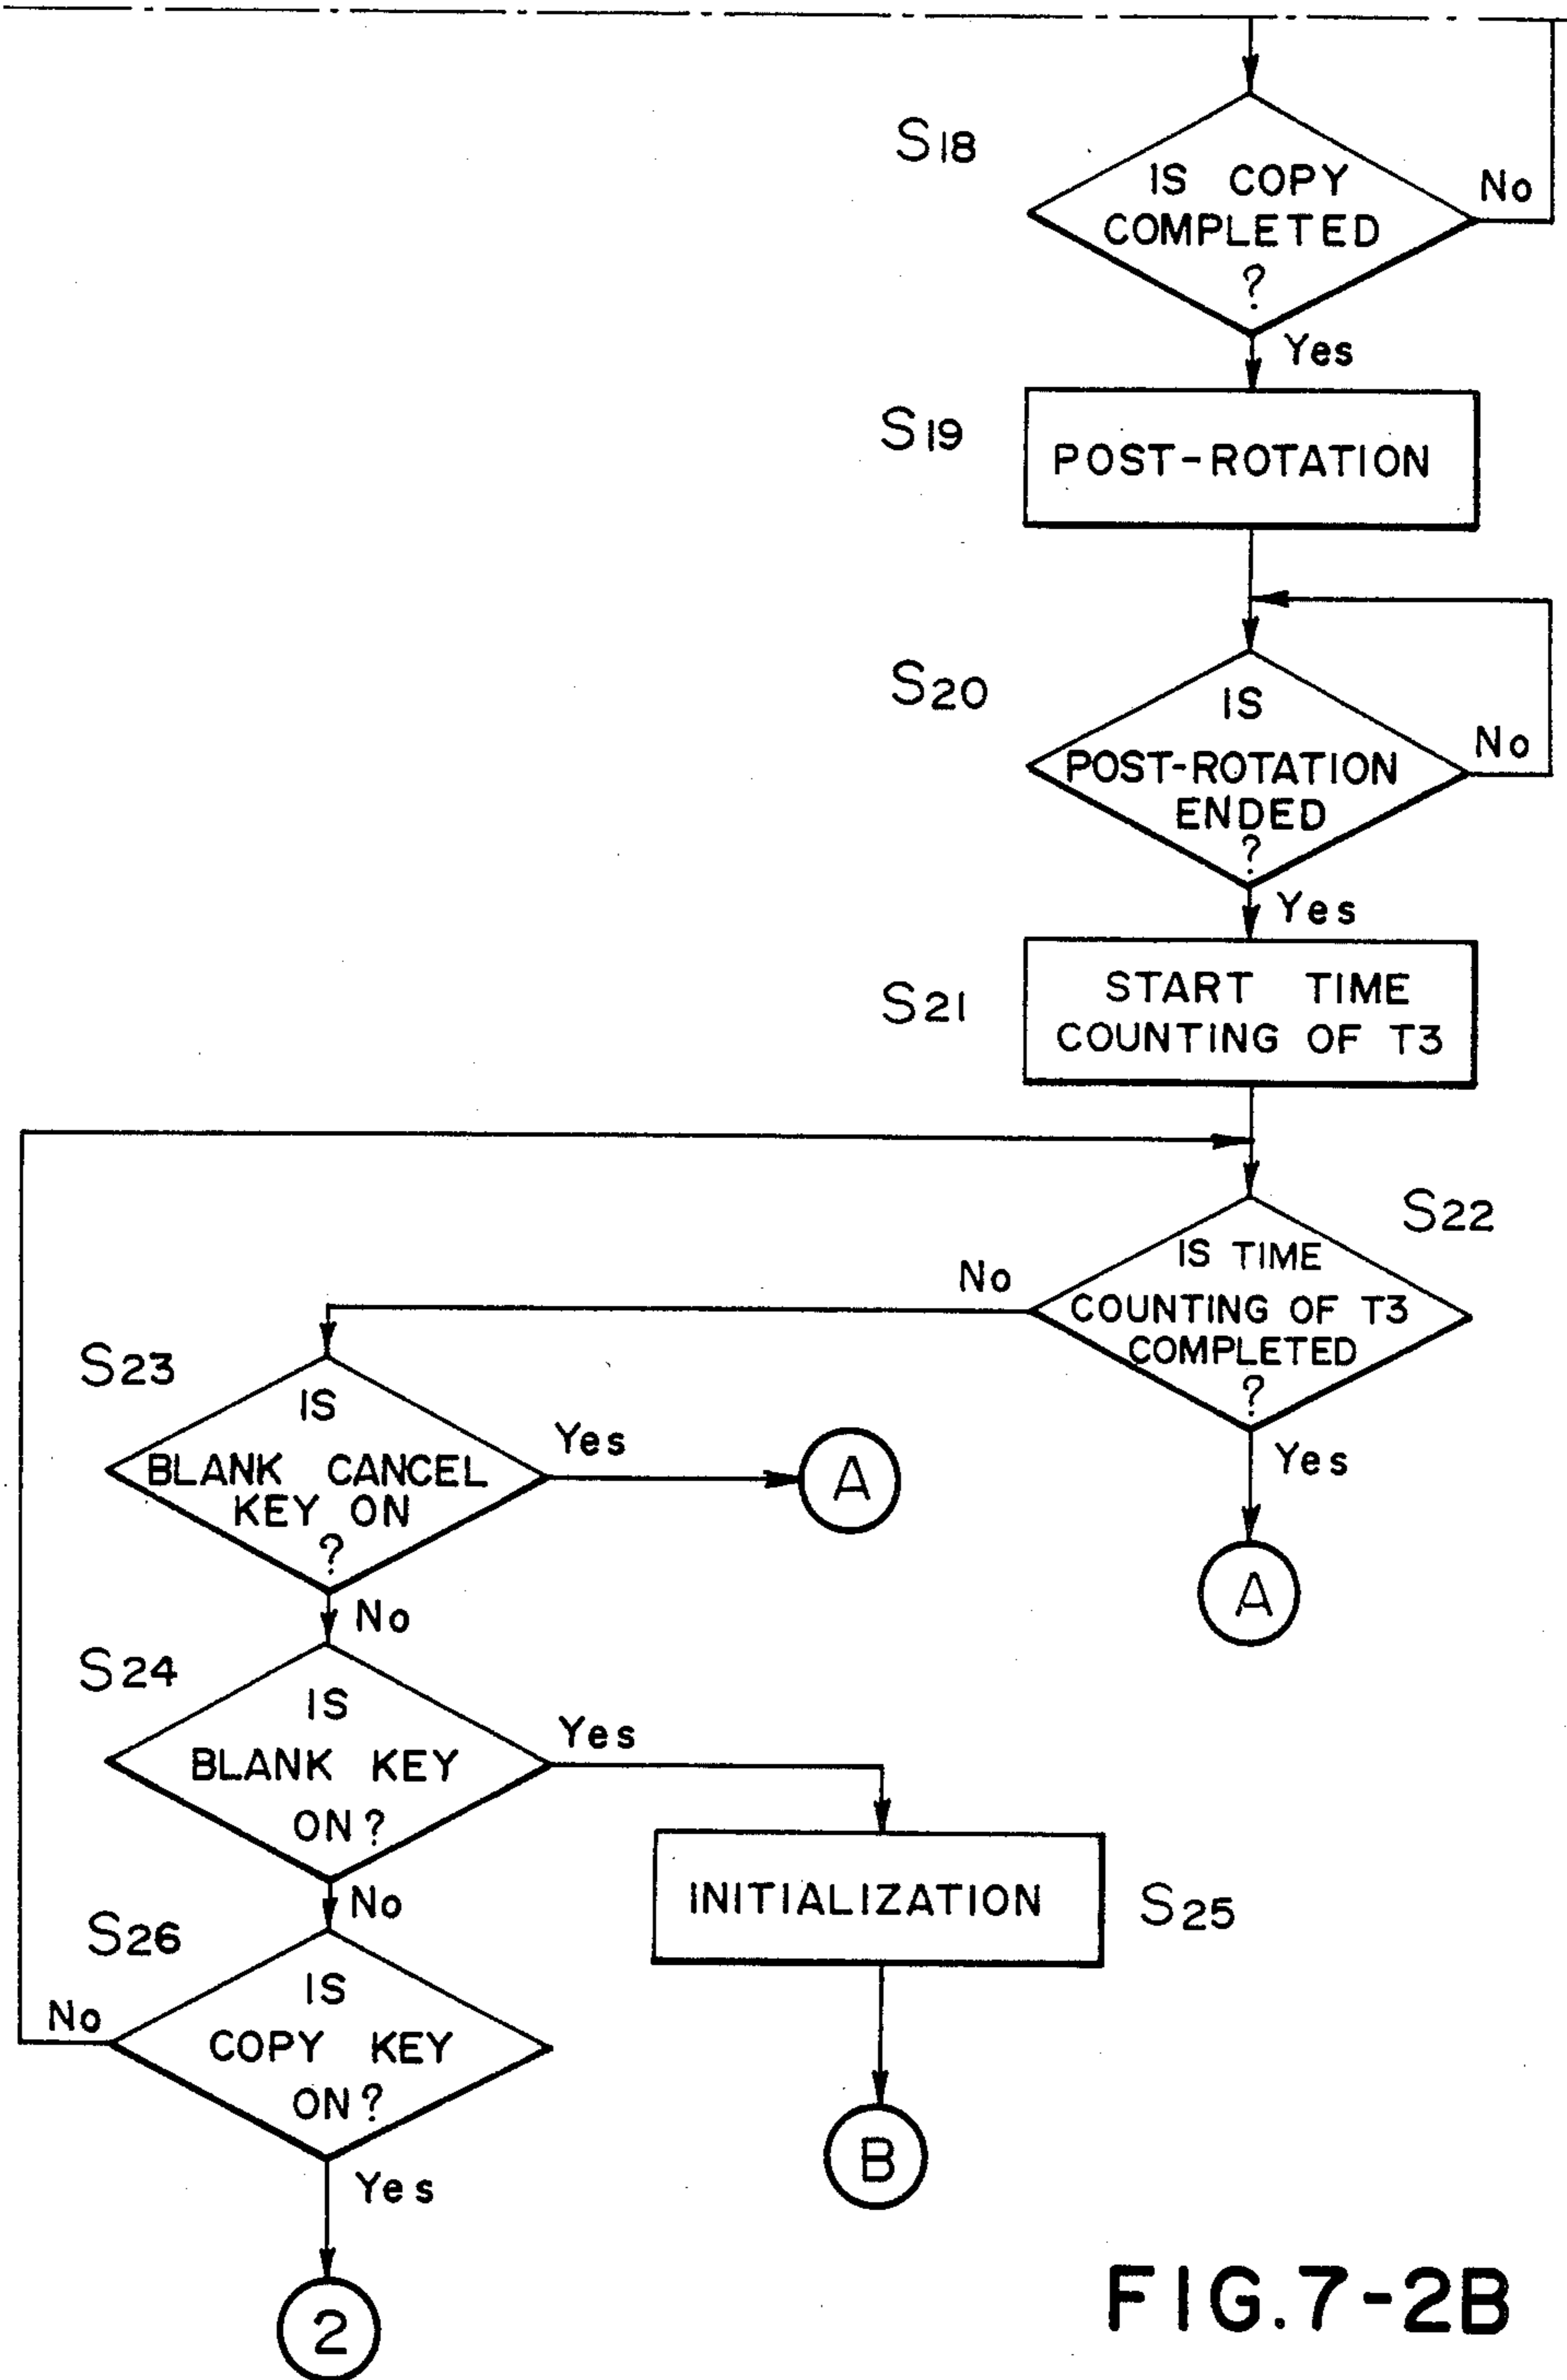 S18
IS COPY
COMPLETED
?
No
Yes
S19
POST-ROTATION
S20
IS
POST-ROTATION
ENDED
?
No
Yes
S21
START TIME
COUNTING OF T3
S22
IS TIME
COUNTING OF T3
COMPLETED
?
No
Yes
A
S23
IS
BLANK CANCEL
KEY ON
?
Yes
A
No
S24
IS
BLANK KEY
ON?
Yes
No
INITIALIZATION
S25
B
S26
IS
COPY KEY
ON?
No
Yes
2
FIG.7-2B